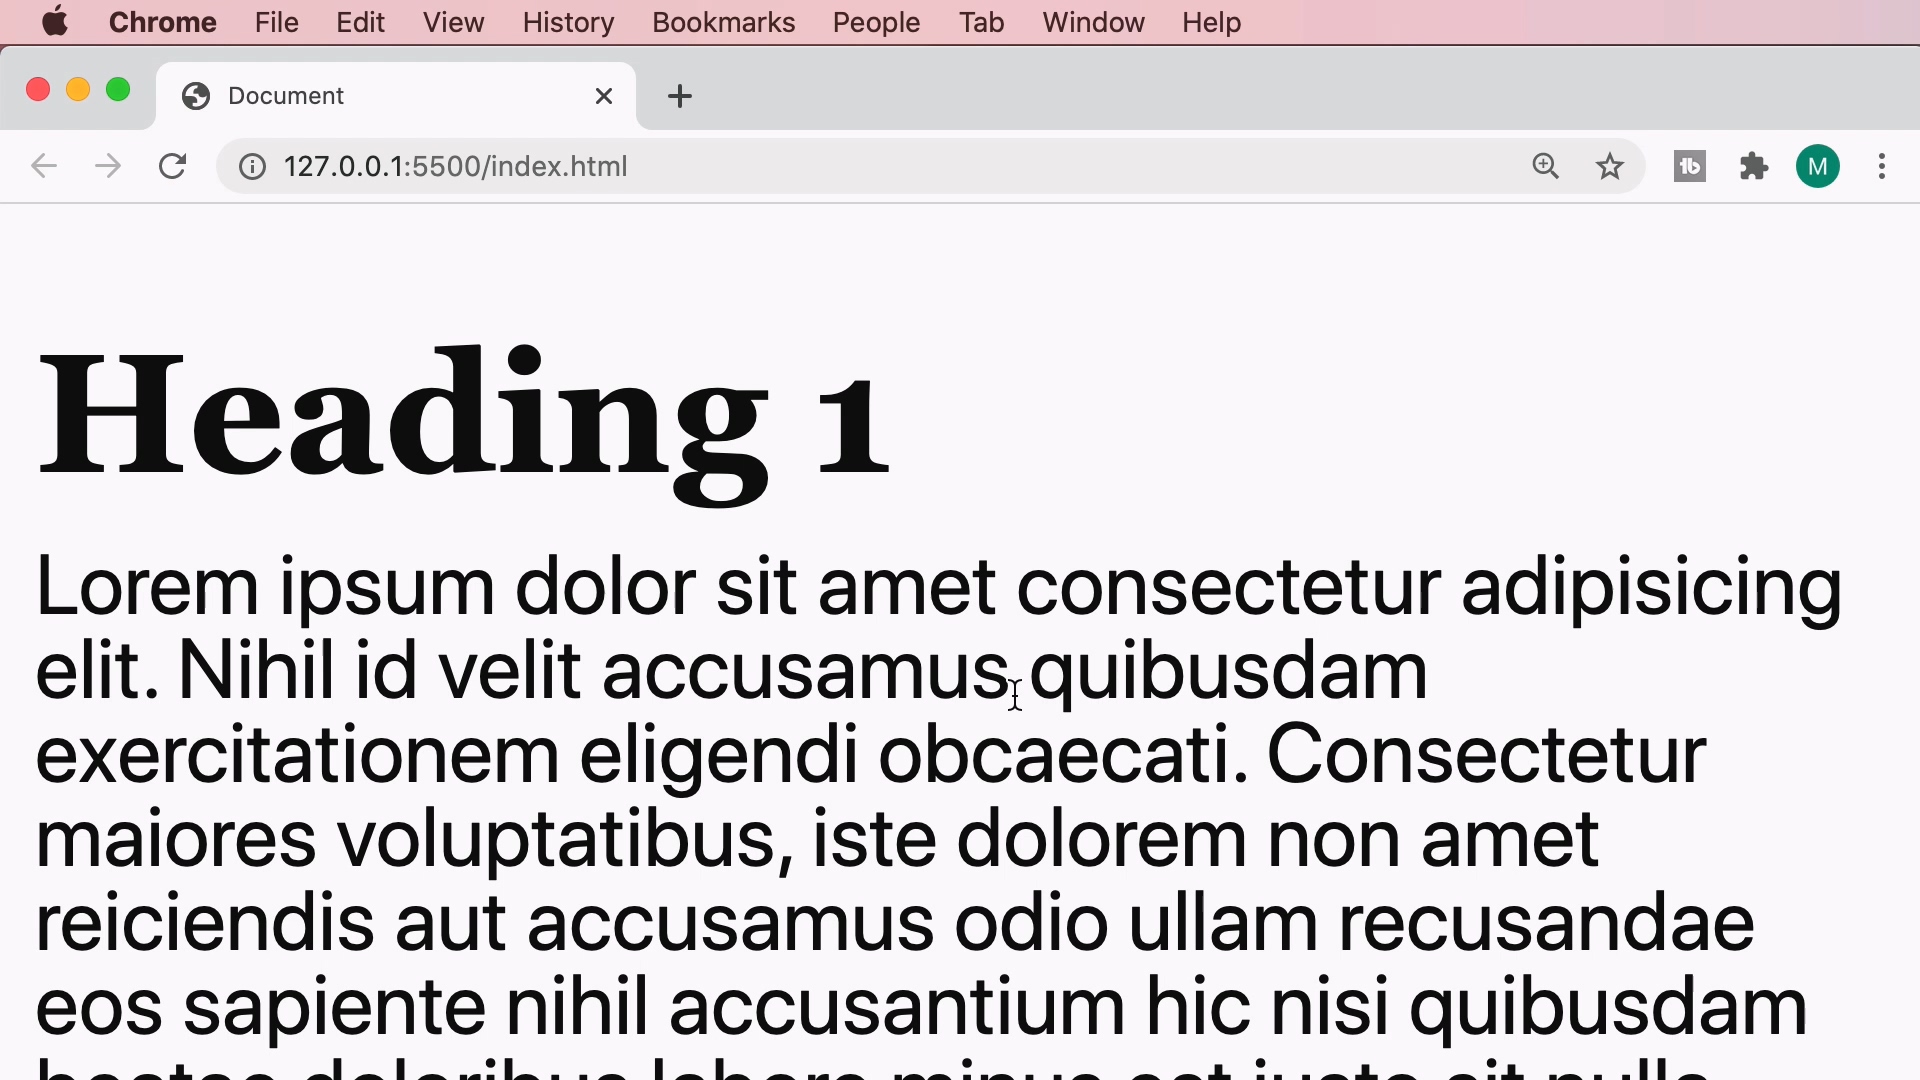 Chrome File Edit View History Bookmarks People Tab Window Help
Document
127.0.0.1:5500/index.html
M
Heading 1
Lorem ipsum dolor sit amet consectetur adipisicing
elit. Nihil id velit accusamus quibusdam
exercitationem eligendi obcaecati. Consectetur
maiores voluptatibus, iste dolorem non amet
reiciendis aut accusamus odio ullam recusandae
eos sapiente nihil accusantium hic nisi quibusdam